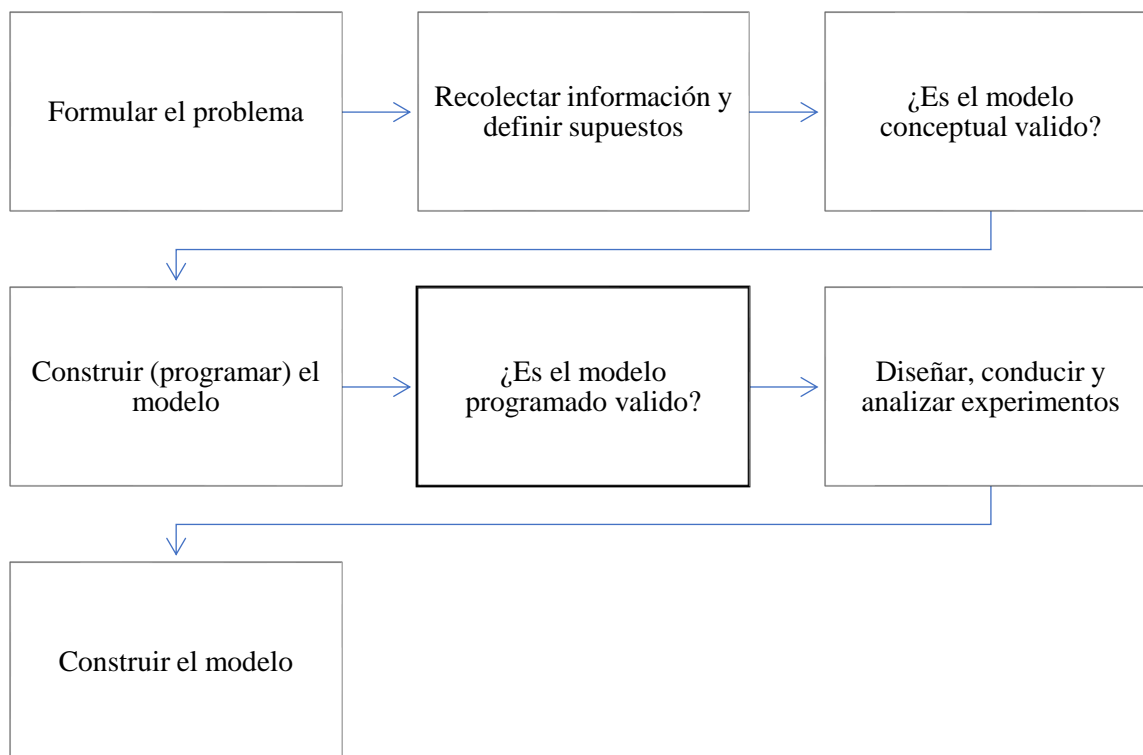 Formular el problema
Recolectar información y
definir supuestos
¿Es el modelo
conceptual valido?
Construir (programar) el
modelo
¿Es el modelo
programado valido?
Diseñar, conducir y
analizar experimentos
Construir el modelo